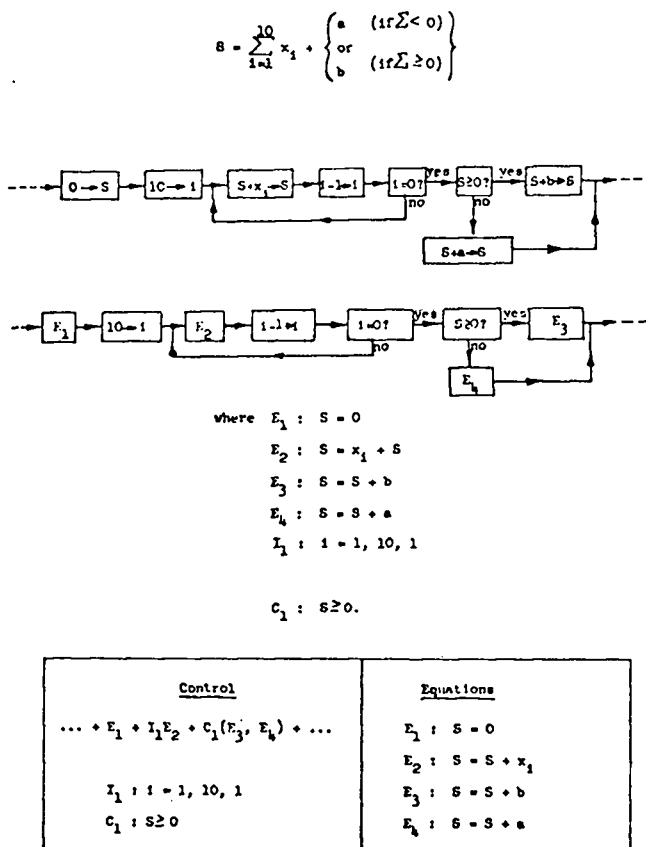 S = ∑ x_i + { a (if ∑ < 0)
10
i=1
or
b (if ∑ ≥ 0) }
0 → S 10 → i S+x_i → S i-1 → i i=0? yes S≥0? yes S+b → S
no no
S+a → S
E_1 10 → i E_2 i-1 → i i=0? yes S≥0? yes E_3
no no
E_4
where E_1 : S = 0
E_2 : S = x_i + S
E_3 : S = S + b
E_4 : S = S + a
I_1 : i = 1, 10, 1
C_1 : S ≥ 0.
Control
... + E_1 + I_1E_2 + C_1(E_3, E_4) + ...
I_1 : i = 1, 10, 1
C_1 : S ≥ 0
Equations
E_1 : S = 0
E_2 : S = S + x_i
E_3 : S = S + b
E_4 : S = S + a